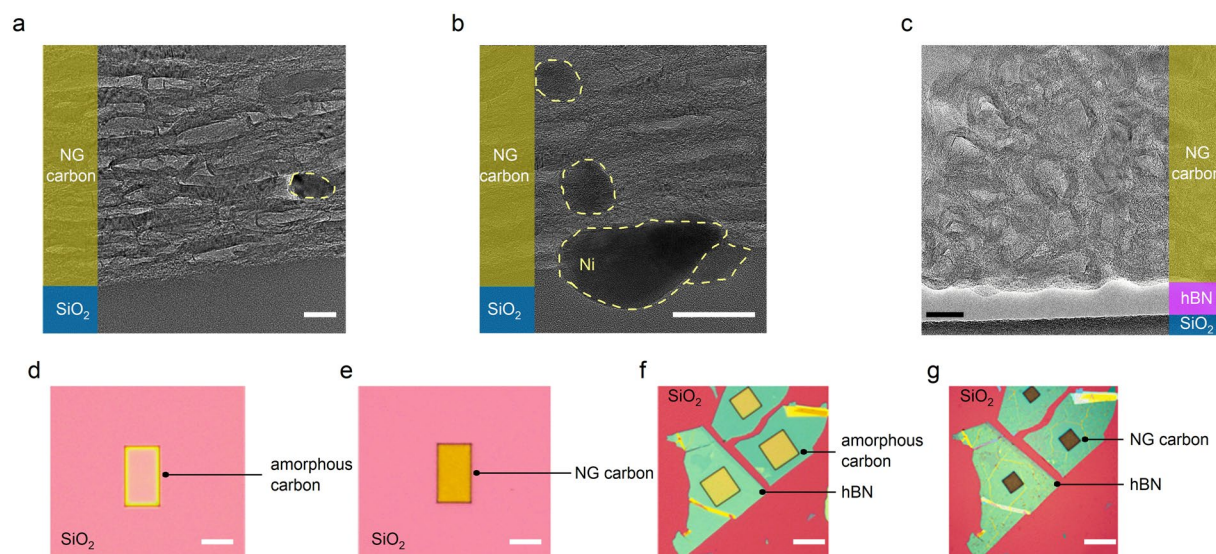 a
b
c
NG
carbon
SiO₂
NG
carbon
SiO₂
Ni
NG
carbon
hBN
SiO₂
d
e
f
g
amorphous
carbon
SiO₂
NG carbon
SiO₂
SiO₂
amorphous
carbon
hBN
SiO₂
NG carbon
hBN